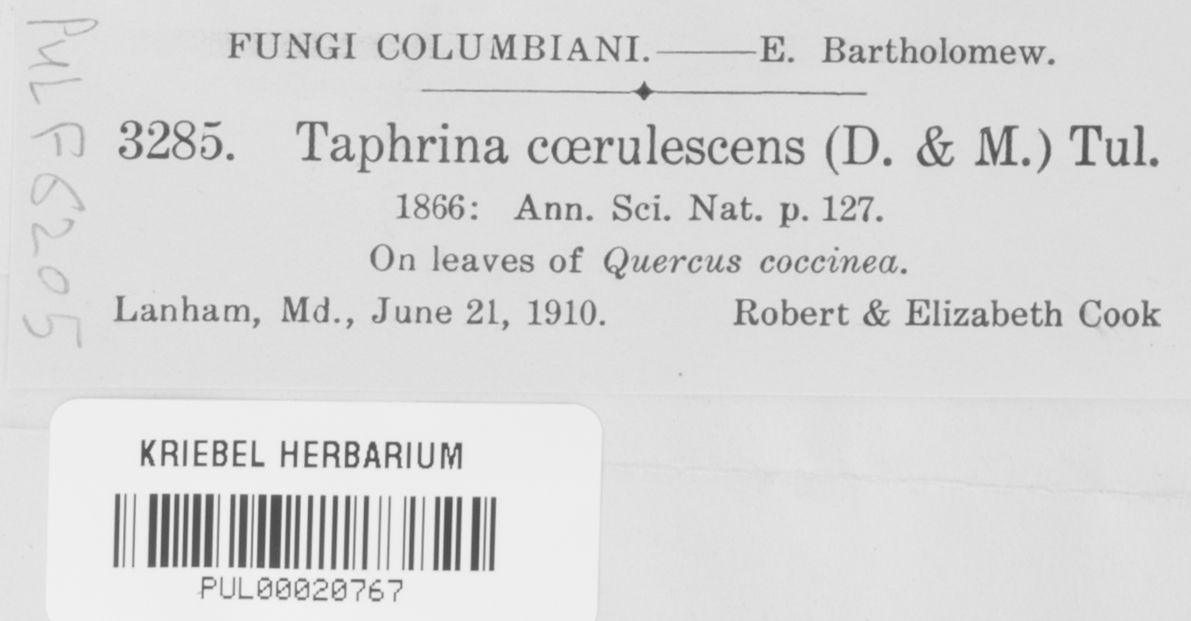 FUNGI COLUMBIANI.——E. Bartholomew.
3285. Taphrina cœrulescens (D. & M.) Tul.
1866: Ann. Sci. Nat. p. 127.
On leaves of Quercus coccinea.
Lanham, Md., June 21, 1910. Robert & Elizabeth Cook
PUL F6205
KRIEBEL HERBARIUM
PUL00020767